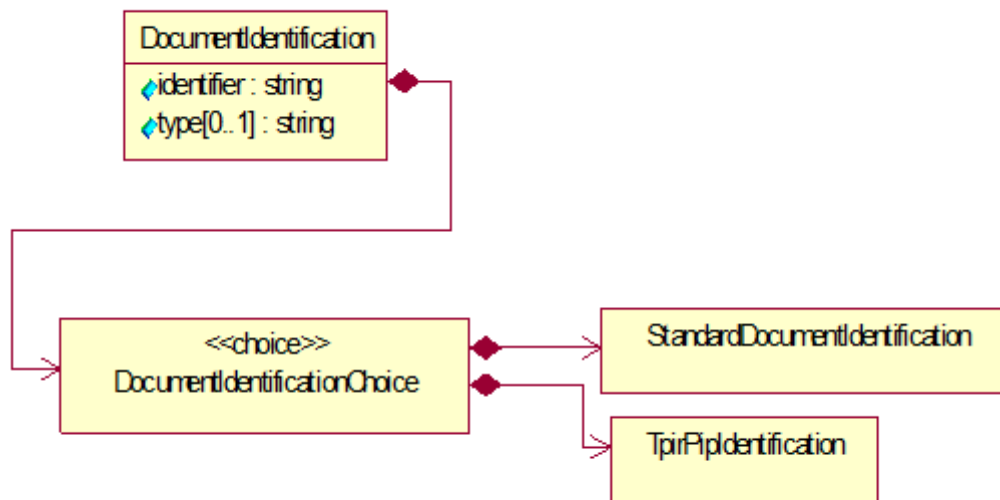 DocumentIdentification
identifier : string
type[0..1] : string
<<choice>>
DocumentIdentificationChoice
StandardDocumentIdentification
TpirPipIdentification